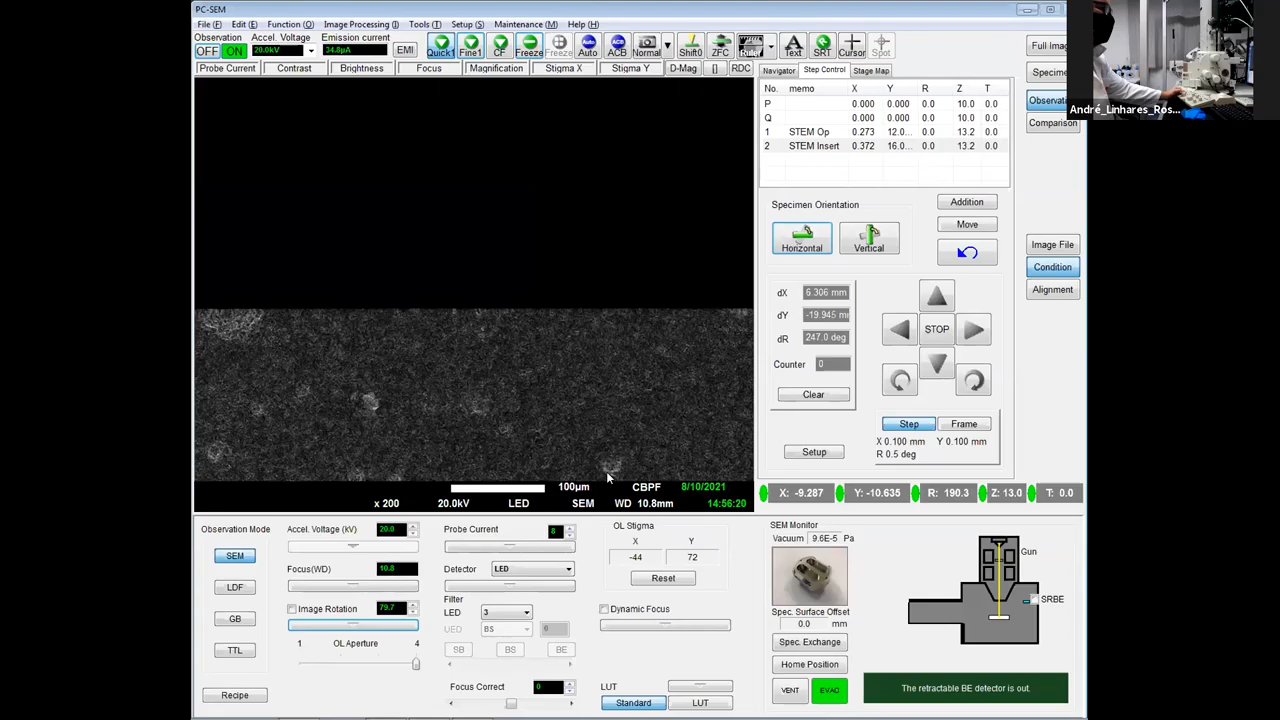 PC-SEM
File (F) Edit (E) Function (O) Image Processing (I) Tools (T) Setup (S) Maintenance (M) Help (H)
Observation Accel. Voltage Emission current
OFF ON 20.0kV 34.8μA EMI Quick1 Fine1 CF Freeze Freeze Auto ACB Normal Shift0 ZFC Ruler Text SRT Cursor Spot
Probe Current Contrast Brightness Focus Magnification Stigma X Stigma Y D-Mag [] RDC
Navigator Step Control Stage Map
No. memo X Y R Z T
P 0.000 0.000 0.0 10.0 0.0
Q 0.000 0.000 0.0 10.0 0.0
1 STEM Op 0.273 12.0... 0.0 13.2 0.0
2 STEM Insert 0.372 16.0... 0.0 13.2 0.0
Specimen Orientation
Horizontal Vertical
Addition
Move
dX 6.306 mm
dY -19.945 m
dR 247.0 deg
Counter 0
Clear
Setup
STOP
Step Frame
X 0.100 mm Y 0.100 mm
R 0.5 deg
X: -9.287 Y: -10.635 R: 190.3 Z: 13.0 T: 0.0
Full Imag
Specime
Observati
Comparison
Image File
Condition
Alignment
André_Linhares_Ros...
100μm CBPF 8/10/2021
x 200 20.0kV LED SEM WD 10.8mm 14:56:20
Observation Mode
SEM
LDF
GB
TTL
Recipe
Accel. Voltage (kV) 20.0
Focus(WD) 10.8
Image Rotation 79.7
1 OL Aperture 4
Probe Current 8
Detector LED
Filter
LED 3
UED BS 0
SB BS BE
Focus Correct 0
OL Stigma
X Y
-44 72
Reset
Dynamic Focus
LUT
Standard LUT
SEM Monitor
Vacuum 9.6E-5 Pa
Spec. Surface Offset
0.0 mm
Spec. Exchange
Home Position
VENT EVAC
Gun
SRBE
The retractable BE detector is out.